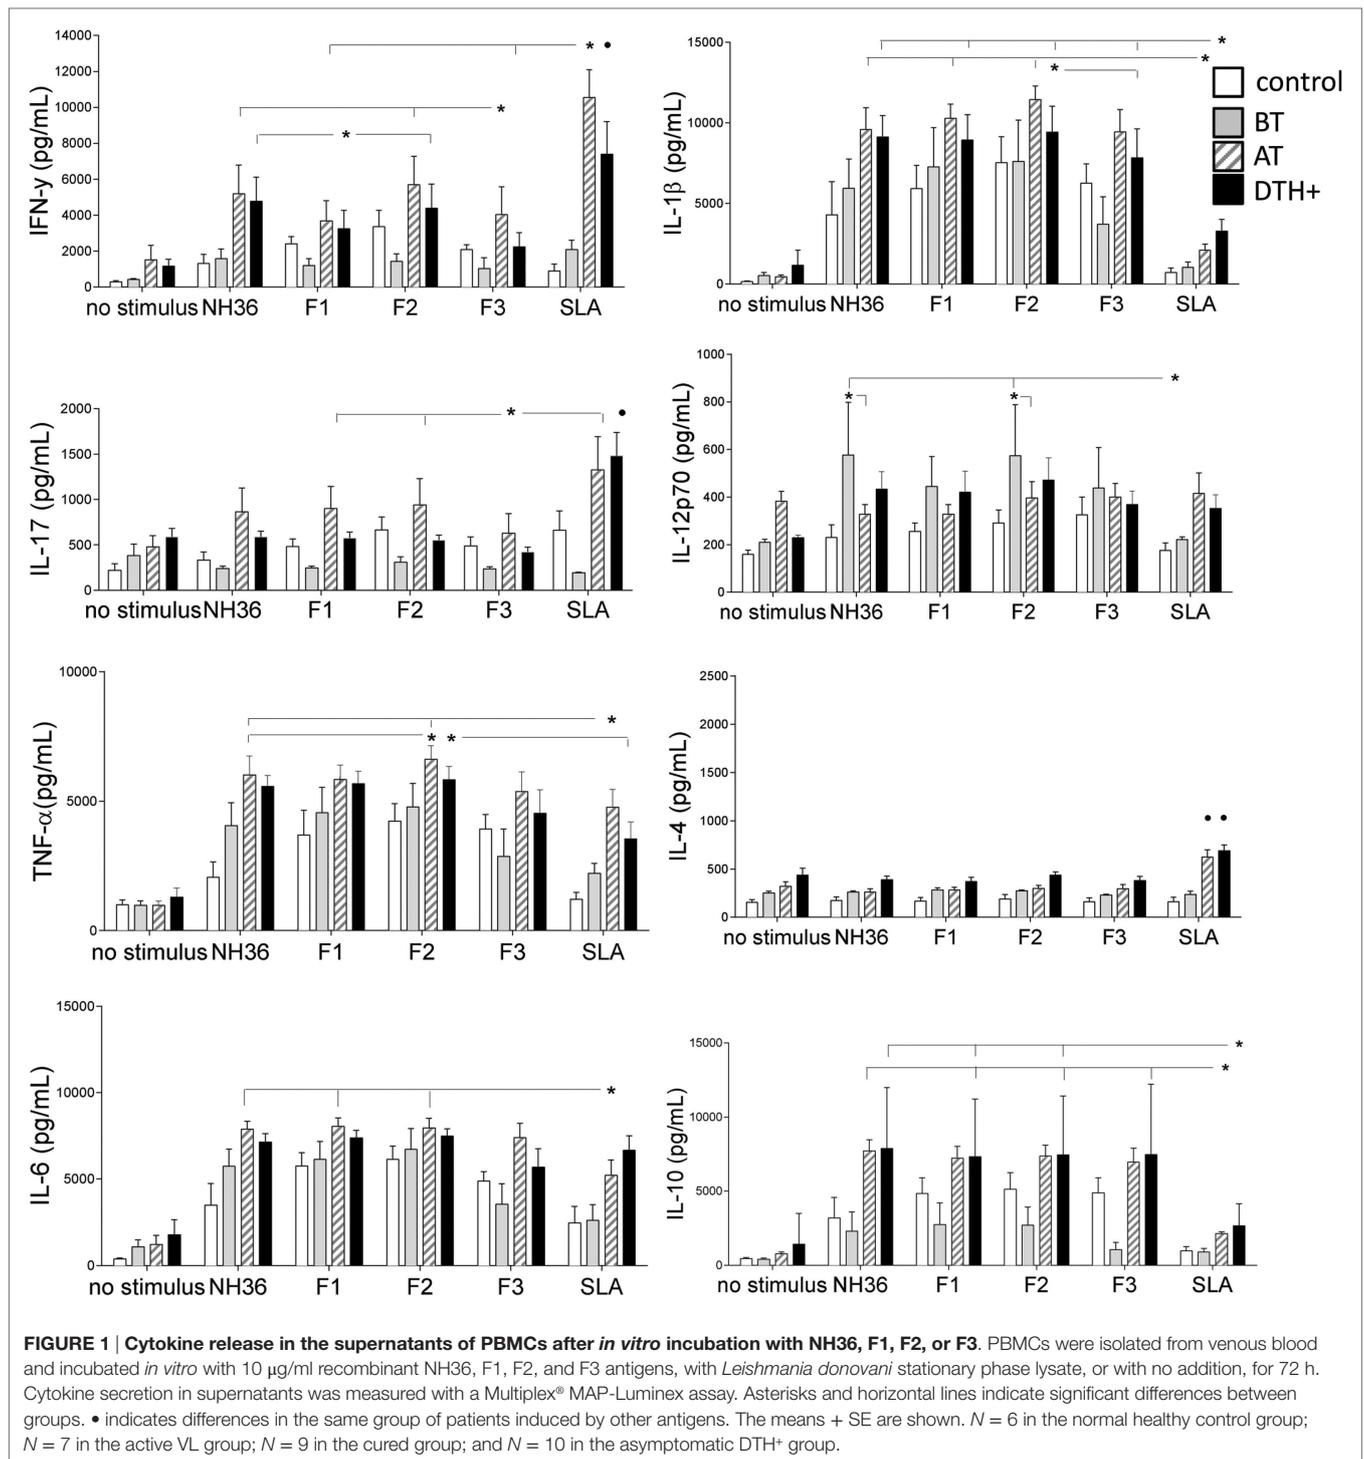 14000
12000
10000
8000
6000
4000
2000
0
IFN-y (pg/mL)
* •
*
*
no stimulus NH36 F1 F2 F3 SLA
15000
10000
5000
0
IL-1β (pg/mL)
*
*
*
control
BT
AT
DTH+
no stimulus NH36 F1 F2 F3 SLA
2000
1500
1000
500
0
IL-17 (pg/mL)
* •
no stimulus NH36 F1 F2 F3 SLA
1000
800
600
400
200
0
IL-12p70 (pg/mL)
*
* *
no stimulus NH36 F1 F2 F3 SLA
10000
5000
0
TNF-α(pg/mL)
*
* *
no stimulus NH36 F1 F2 F3 SLA
2500
2000
1500
1000
500
0
IL-4 (pg/mL)
• •
no stimulus NH36 F1 F2 F3 SLA
15000
10000
5000
0
IL-6 (pg/mL)
*
no stimulus NH36 F1 F2 F3 SLA
15000
10000
5000
0
IL-10 (pg/mL)
*
*
no stimulus NH36 F1 F2 F3 SLA
FIGURE 1 | Cytokine release in the supernatants of PBMCs after in vitro incubation with NH36, F1, F2, or F3. PBMCs were isolated from venous blood
and incubated in vitro with 10 μg/ml recombinant NH36, F1, F2, and F3 antigens, with Leishmania donovani stationary phase lysate, or with no addition, for 72 h.
Cytokine secretion in supernatants was measured with a Multiplex® MAP-Luminex assay. Asterisks and horizontal lines indicate significant differences between
groups. • indicates differences in the same group of patients induced by other antigens. The means + SE are shown. N = 6 in the normal healthy control group;
N = 7 in the active VL group; N = 9 in the cured group; and N = 10 in the asymptomatic DTH⁺ group.